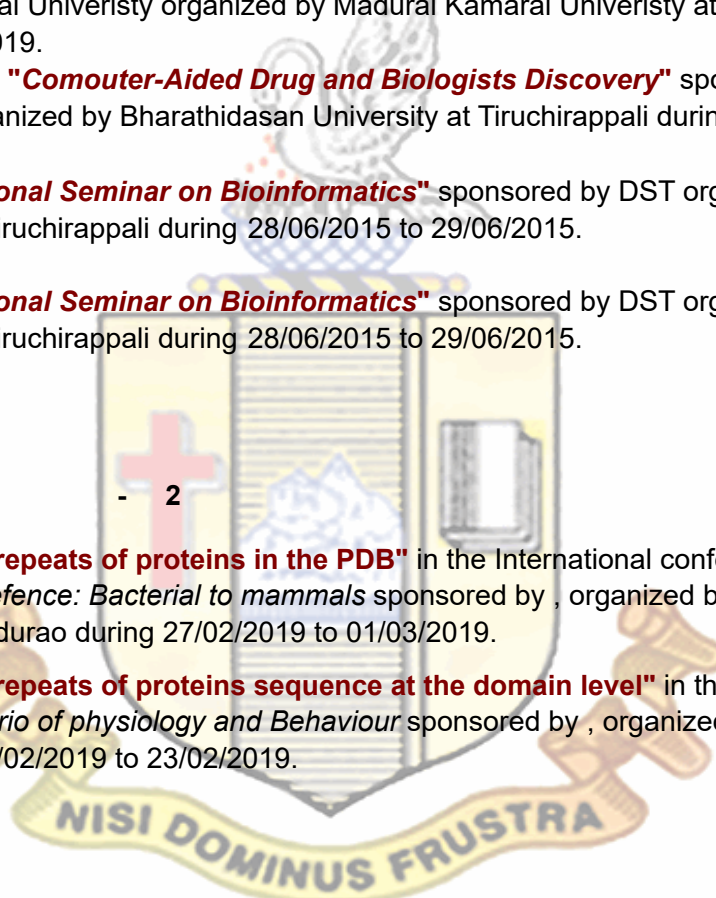 al Univeristy organized by Madurai Kamaraj Univeristy at
019.
"Comouter-Aided Drug and Biologists Discovery" spo
anized by Bharathidasan University at Tiruchirappali durin
onal Seminar on Bioinformatics" sponsored by DST org
iruchirappali during 28/06/2015 to 29/06/2015.
onal Seminar on Bioinformatics" sponsored by DST org
iruchirappali during 28/06/2015 to 29/06/2015.
- 2
repeats of proteins in the PDB" in the International confe
efence: Bacterial to mammals sponsored by , organized b
durao during 27/02/2019 to 01/03/2019.
repeats of proteins sequence at the domain level" in the
rio of physiology and Behaviour sponsored by , organized
/02/2019 to 23/02/2019.
NISI DOMINUS FRUSTRA